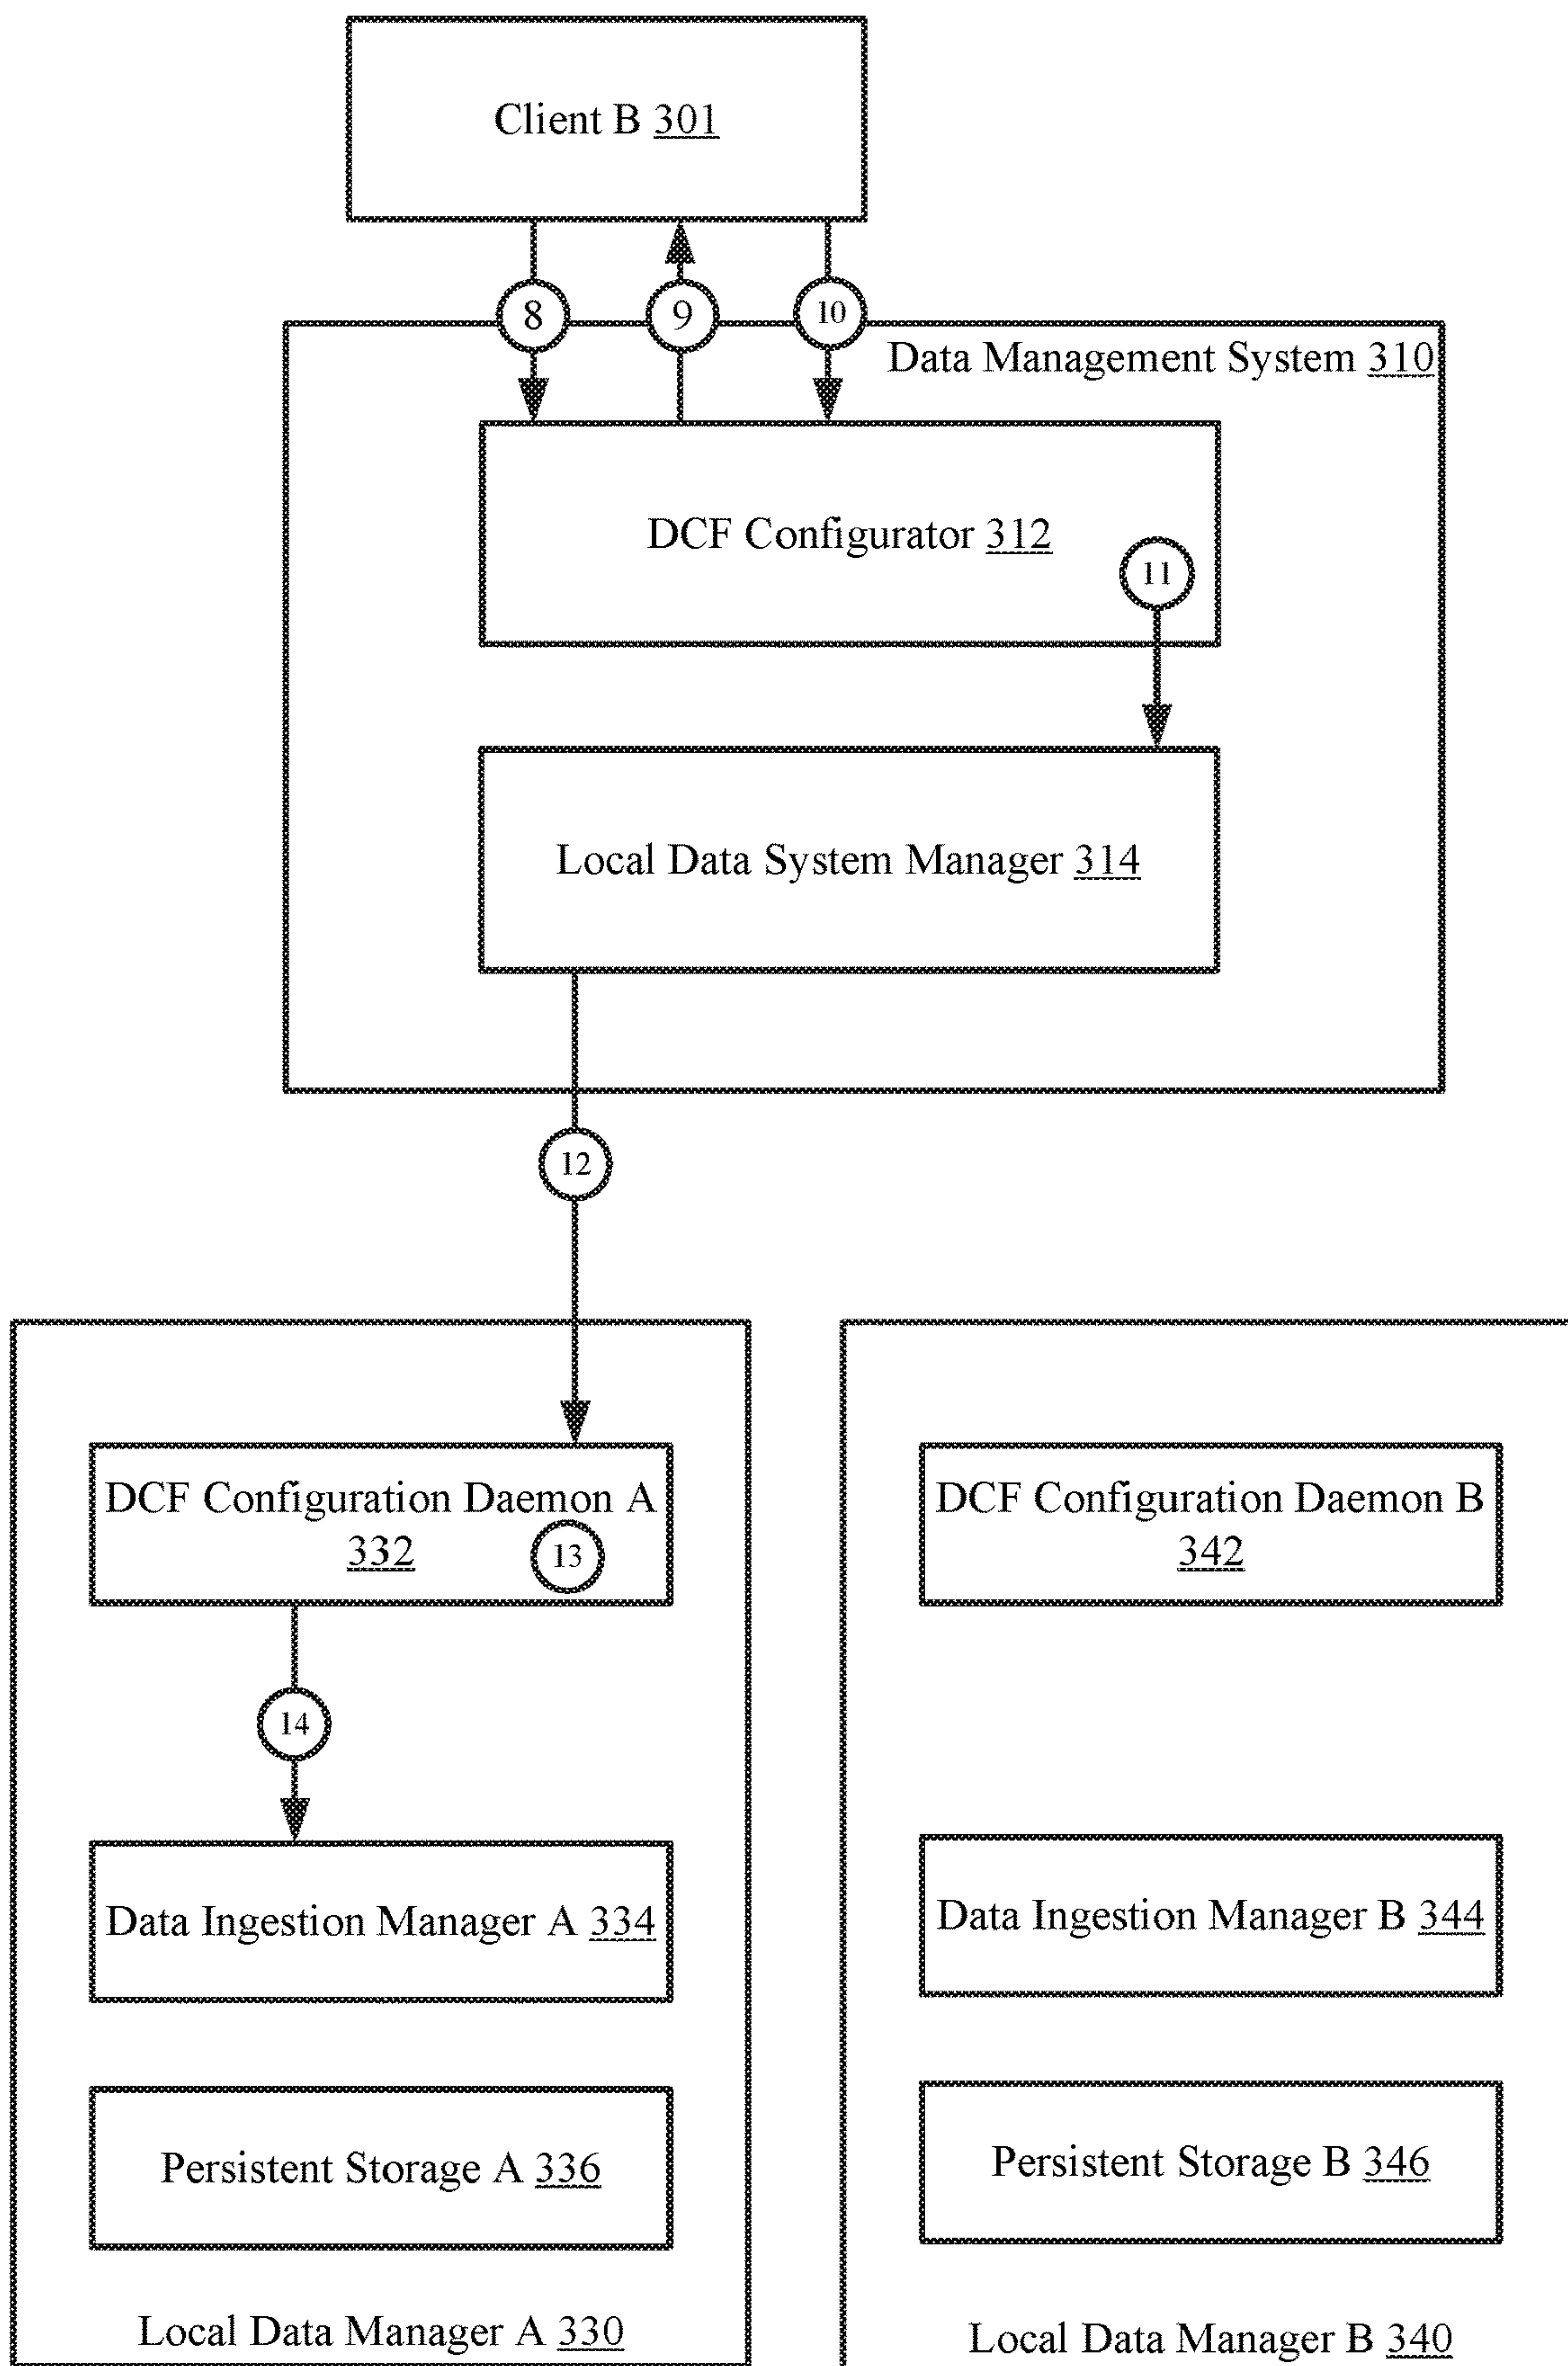 Client B 301
8
9
10
Data Management System 310
DCF Configurator 312
11
Local Data System Manager 314
12
DCF Configuration Daemon A
332
13
DCF Configuration Daemon B
342
14
Data Ingestion Manager A 334
Data Ingestion Manager B 344
Persistent Storage A 336
Persistent Storage B 346
Local Data Manager A 330
Local Data Manager B 340